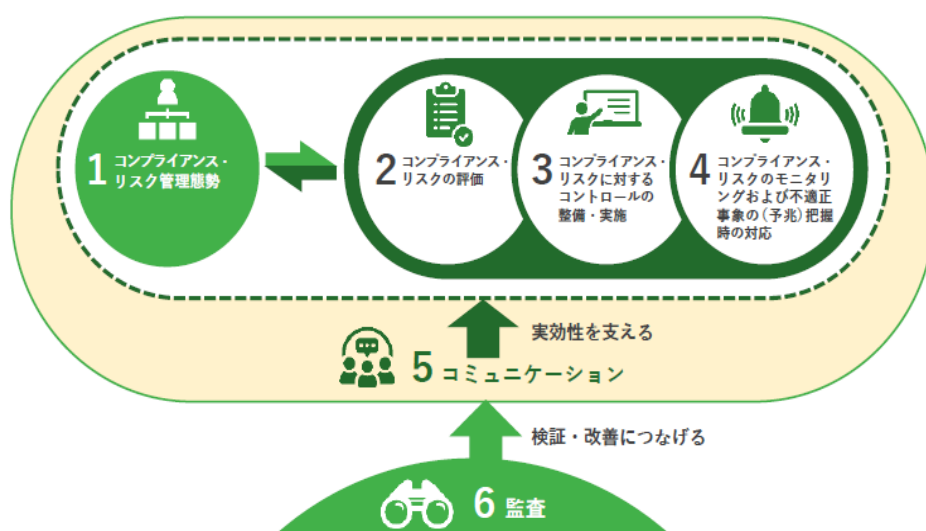 1 コンプライアンス・
リスク管理態勢
2 コンプライアンス・
リスクの評価
3 コンプライアンス・
リスクに対する
コントロールの
整備・実施
4 コンプライアンス・
リスクのモニタリ
ングおよび不適正
事象の(予兆)把握
時の対応
実効性を支える
5 コミュニケーション
検証・改善につなげる
6 監査